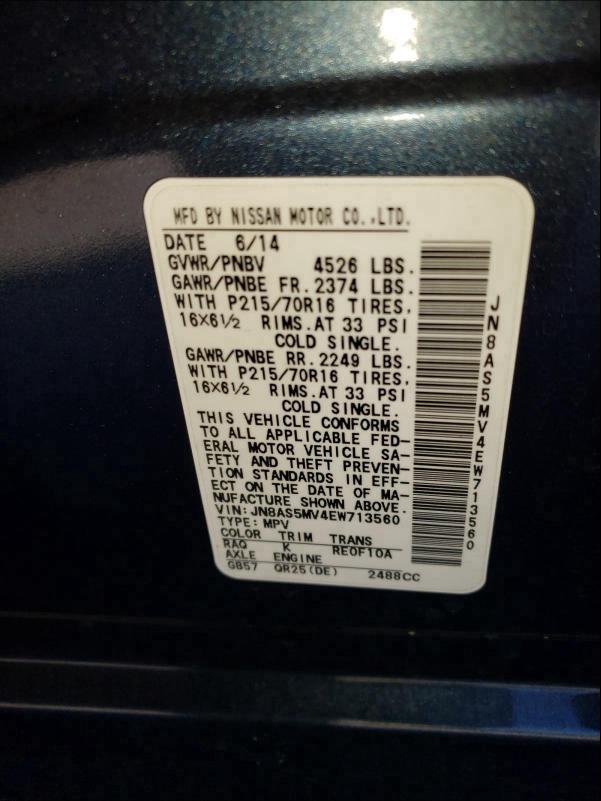 MFD BY NISSAN MOTOR CO.,LTD.
DATE 6/14
GVWR/PNBV 4526 LBS.
GAWR/PNBE FR. 2374 LBS.
WITH P215/70R16 TIRES,
16X6½ RIMS. AT 33 PSI
COLD SINGLE.
GAWR/PNBE RR. 2249 LBS.
WITH P215/70R16 TIRES,
16X6½ RIMS. AT 33 PSI
COLD SINGLE.
THIS VEHICLE CONFORMS
TO ALL APPLICABLE FED-
ERAL MOTOR VEHICLE SA-
FETY AND THEFT PREVEN-
TION STANDARDS IN EFF-
ECT ON THE DATE OF MA-
NUFACTURE SHOWN ABOVE.
VIN: JN8AS5MV4EW713560
TYPE: MPV
COLOR TRIM TRANS
RAQ K RE0F10A
AXLE ENGINE
GB57 QR25(DE) 2488CC
JN8AS5MV4EW713560